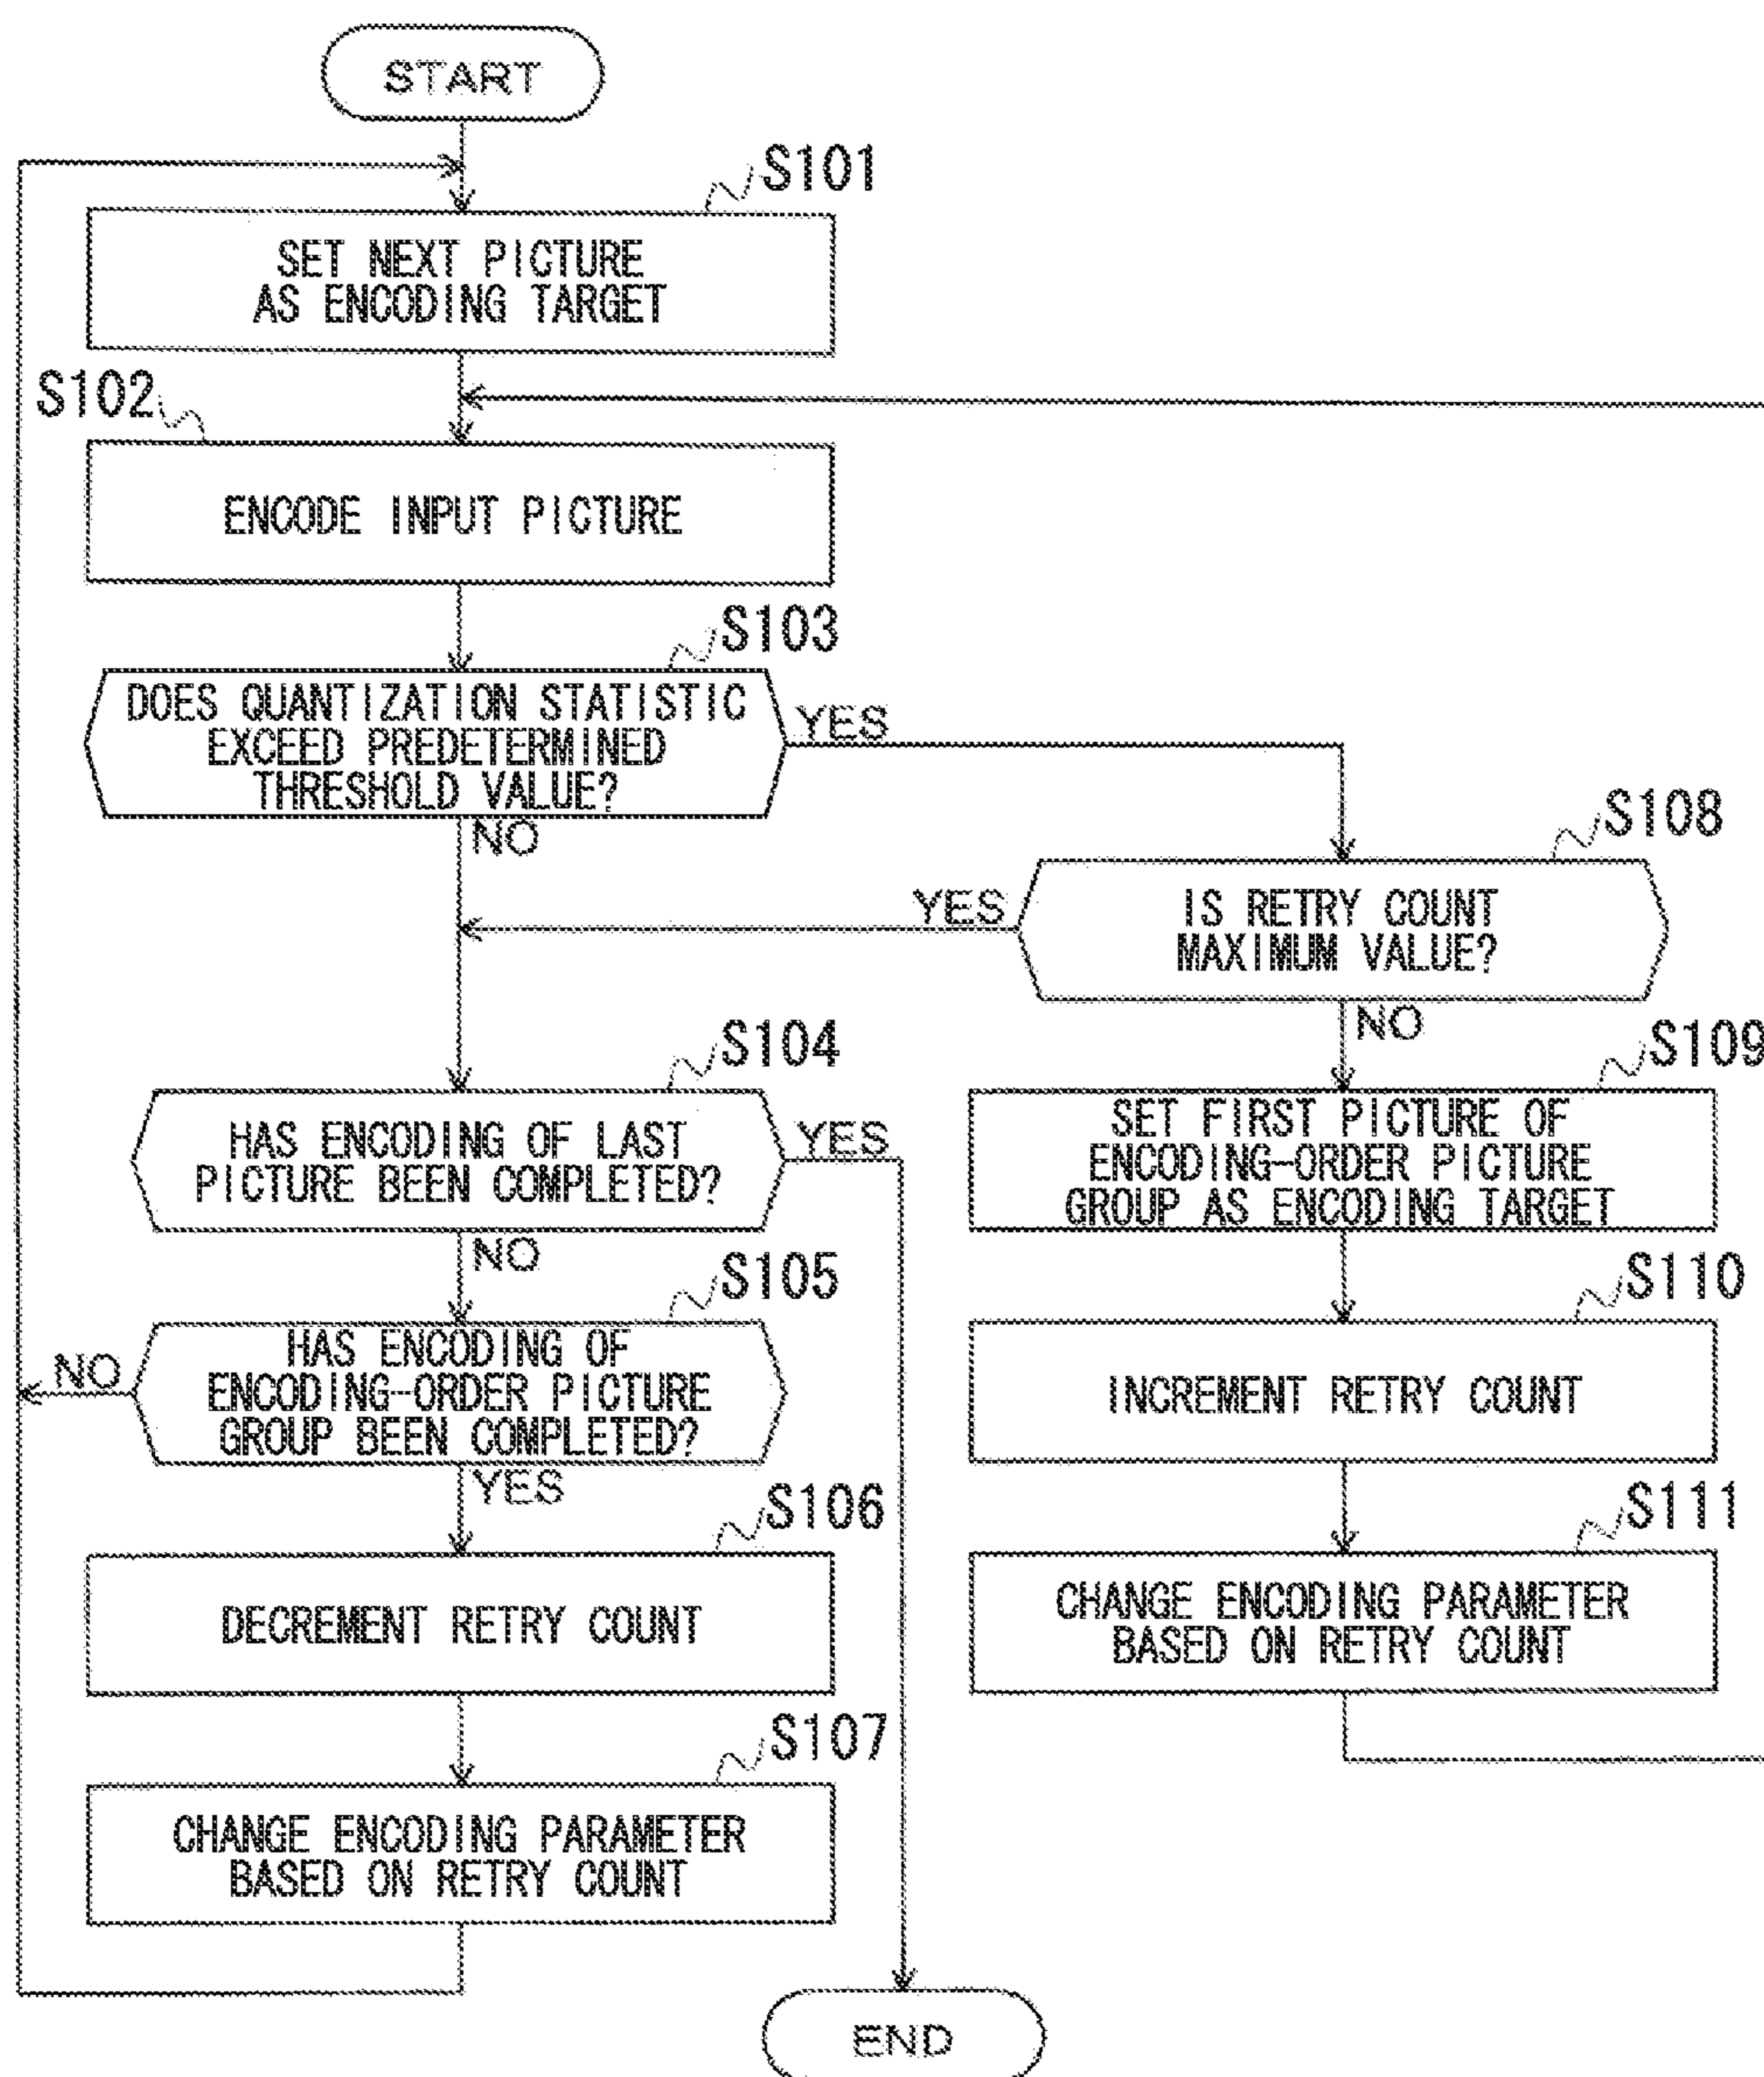 START
S101
SET NEXT PICTURE
AS ENCODING TARGET
S102
ENCODE INPUT PICTURE
S103
DOES QUANTIZATION STATISTIC
EXCEED PREDETERMINED
THRESHOLD VALUE?
YES
NO
S108
IS RETRY COUNT
MAXIMUM VALUE?
YES
NO
S104
HAS ENCODING OF LAST
PICTURE BEEN COMPLETED?
YES
NO
S109
SET FIRST PICTURE OF
ENCODING-ORDER PICTURE
GROUP AS ENCODING TARGET
S105
HAS ENCODING OF
ENCODING-ORDER PICTURE
GROUP BEEN COMPLETED?
NO
YES
S110
INCREMENT RETRY COUNT
S106
DECREMENT RETRY COUNT
S111
CHANGE ENCODING PARAMETER
BASED ON RETRY COUNT
S107
CHANGE ENCODING PARAMETER
BASED ON RETRY COUNT
END